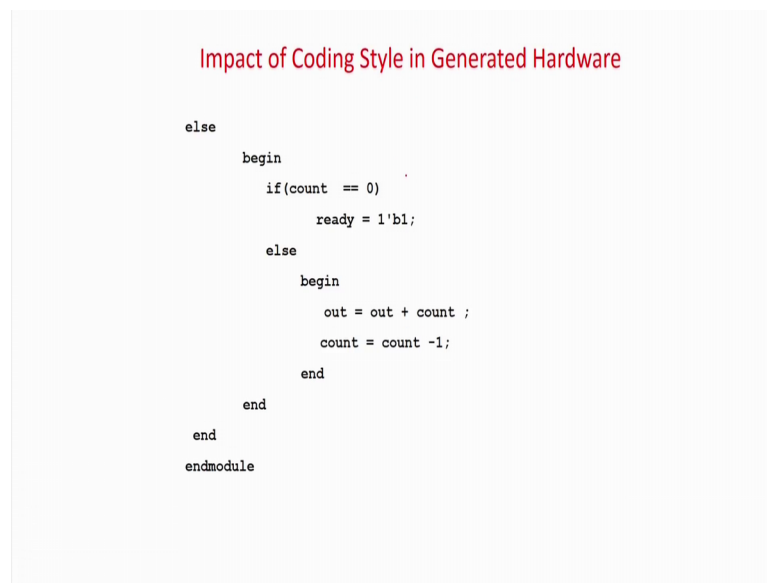 Impact of Coding Style in Generated Hardware
else
begin
if(count == 0)
ready = 1'b1;
else
begin
out = out + count ;
count = count -1;
end
end
end
endmodule